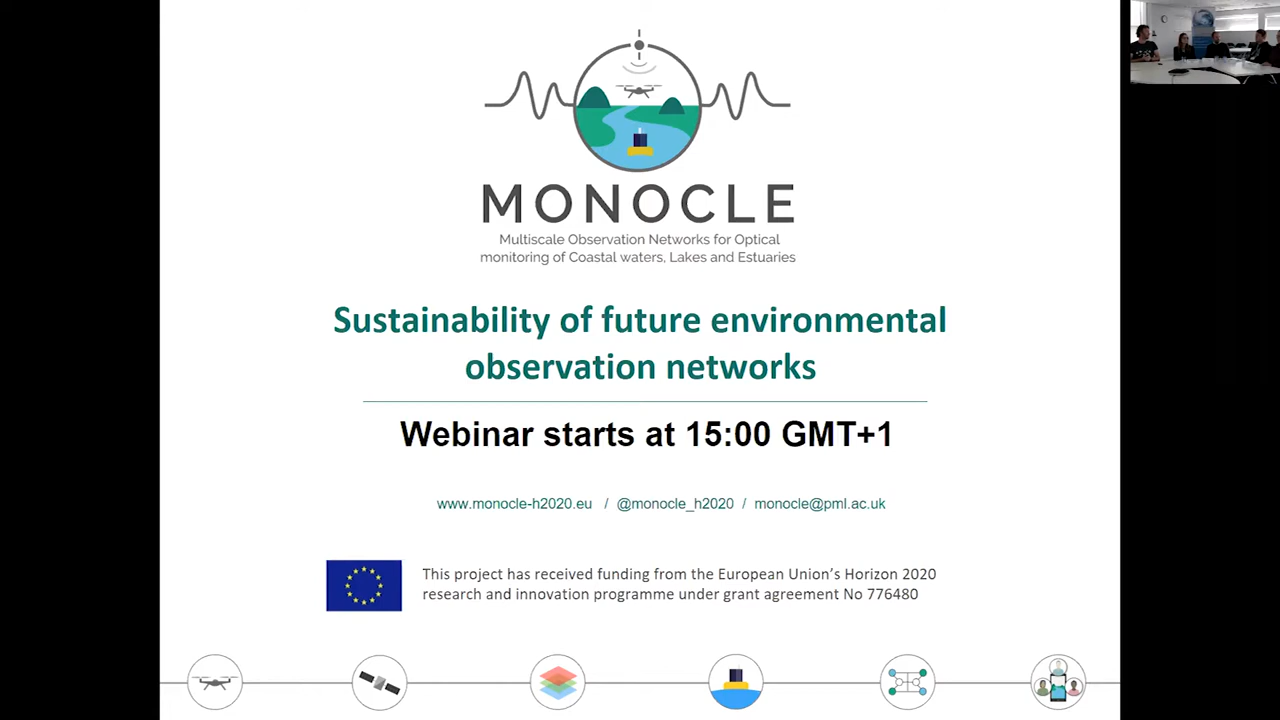 MONOCLE
Multiscale Observation Networks for Optical
monitoring of Coastal waters, Lakes and Estuaries
Sustainability of future environmental
observation networks
Webinar starts at 15:00 GMT+1
www.monocle-h2020.eu / @monocle_h2020 / monocle@pml.ac.uk
This project has received funding from the European Union's Horizon 2020
research and innovation programme under grant agreement No 776480